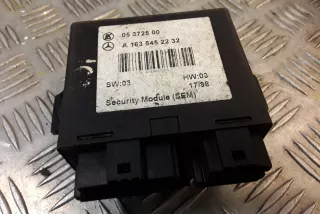 05 3728 00
A 163 545 22 32
SW:03 HW:03
17/98
Security Module (SEM)